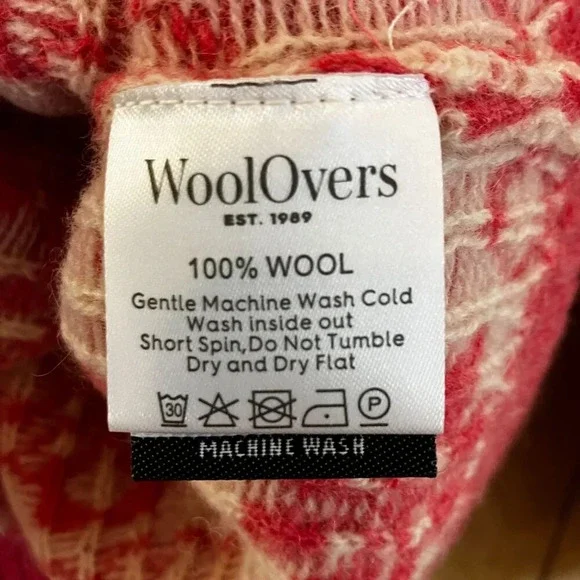 WoolOvers
EST. 1989
100% WOOL
Gentle Machine Wash Cold
Wash inside out
Short Spin,Do Not Tumble
Dry and Dry Flat
30 P
MACHINE WASH